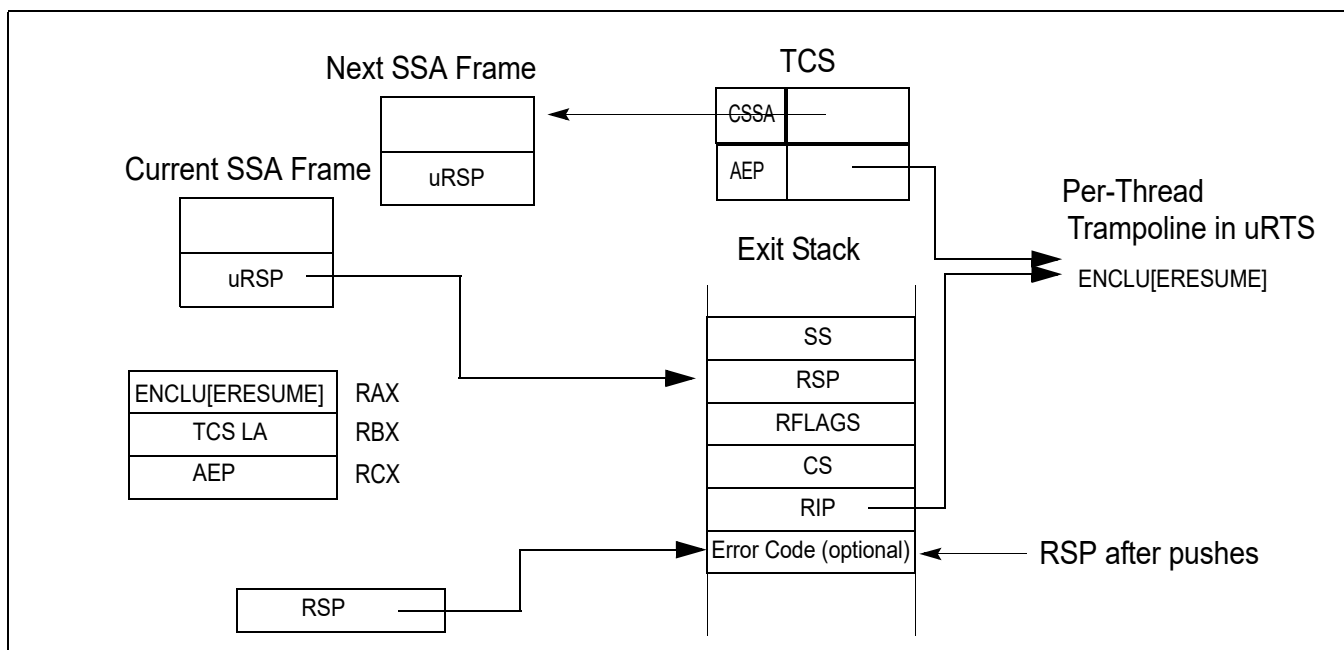 Next SSA Frame
TCS
CSSA
Current SSA Frame
uRSP
AEP
Per-Thread
Trampoline in uRTS
Exit Stack
uRSP
ENCLU[ERESUME]
SS
RSP
ENCLU[ERESUME] RAX
TCS LA RBX
RFLAGS
AEP RCX
CS
RIP
Error Code (optional)
RSP after pushes
RSP